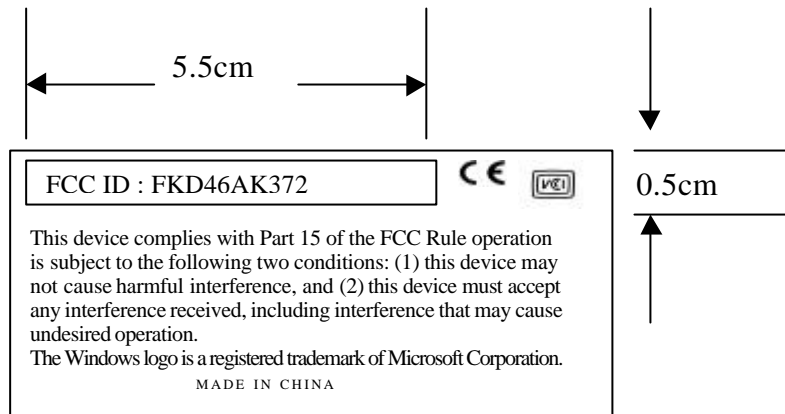 5.5cm
FCC ID : FKD46AK372
CE
VCI
0.5cm
This device complies with Part 15 of the FCC Rule operation
is subject to the following two conditions: (1) this device may
not cause harmful interference, and (2) this device must accept
any interference received, including interference that may cause
undesired operation.
The Windows logo is a registered trademark of Microsoft Corporation.
MADE IN CHINA